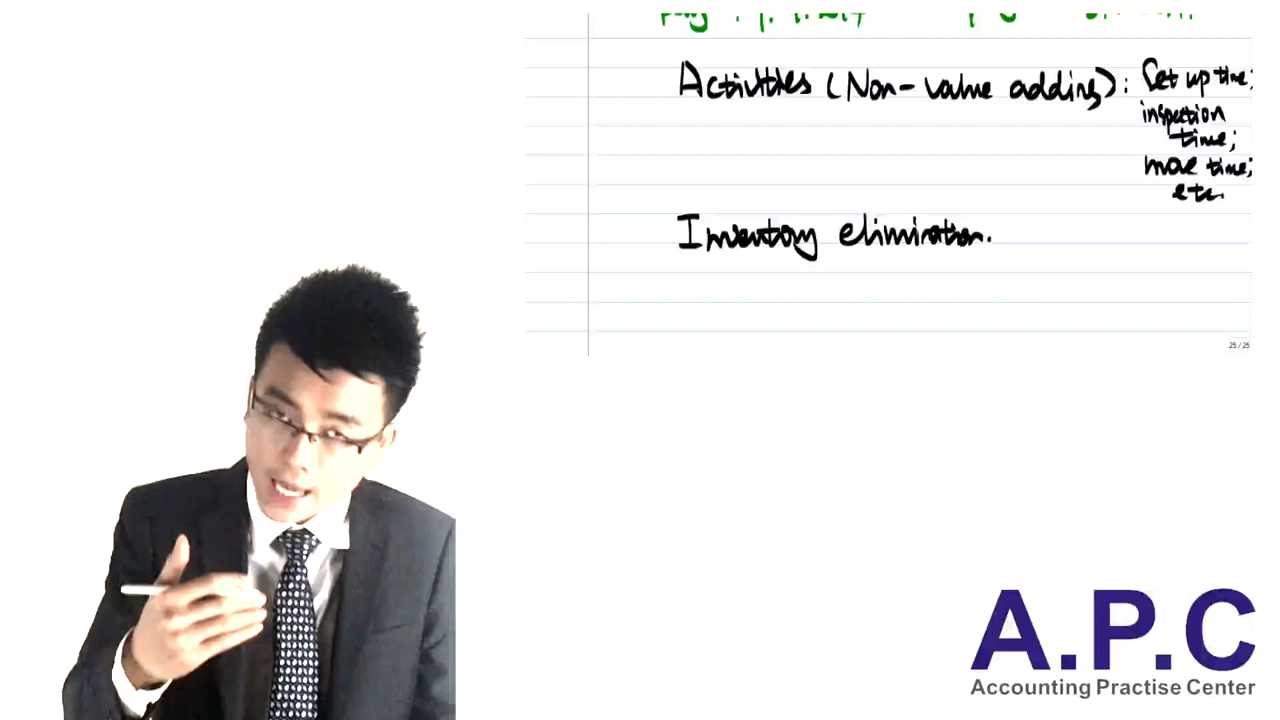 Activities (Non-value adding): Set up time;
inspection
time;
move time;
etc.
Inventory elimination.
25 / 25
A.P.C
Accounting Practise Center